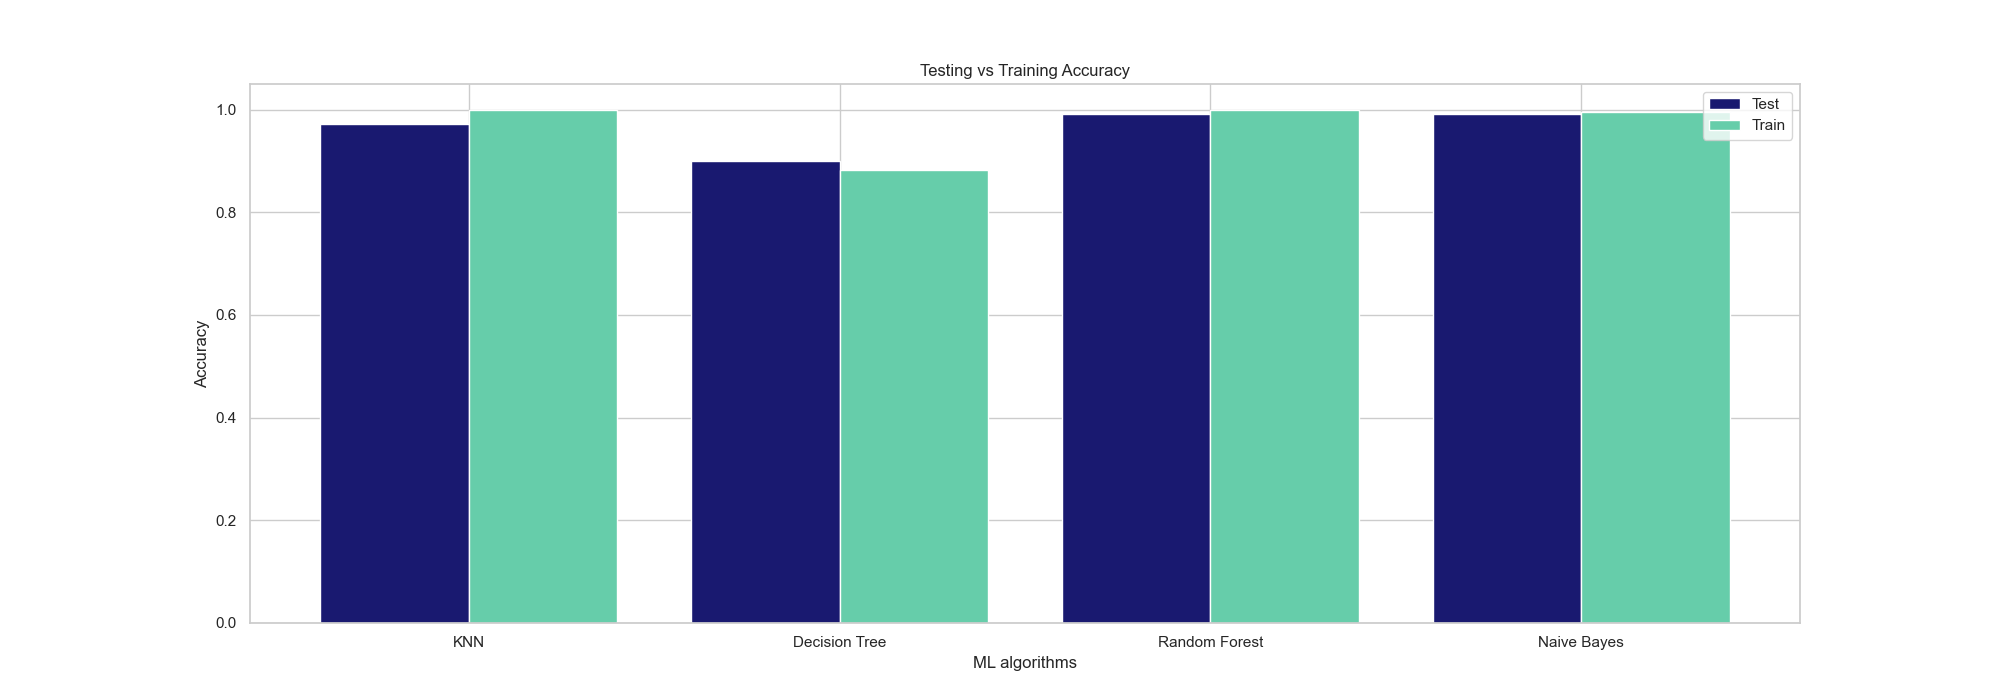 Testing vs Training Accuracy
Test
Train
Accuracy
1.0
0.8
0.6
0.4
0.2
0.0
KNN
Decision Tree
Random Forest
Naive Bayes
ML algorithms